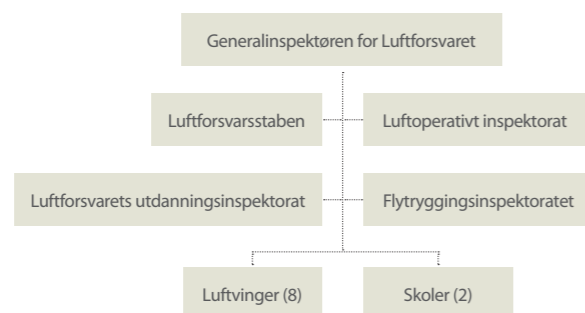 Generalinspektøren for Luftforsvaret
Luftforsvarsstaben
Luftoperativt inspektorat
Luftforsvarets utdanningsinspektorat
Flytryggingsinspektoratet
Luftvinger (8)
Skoler (2)